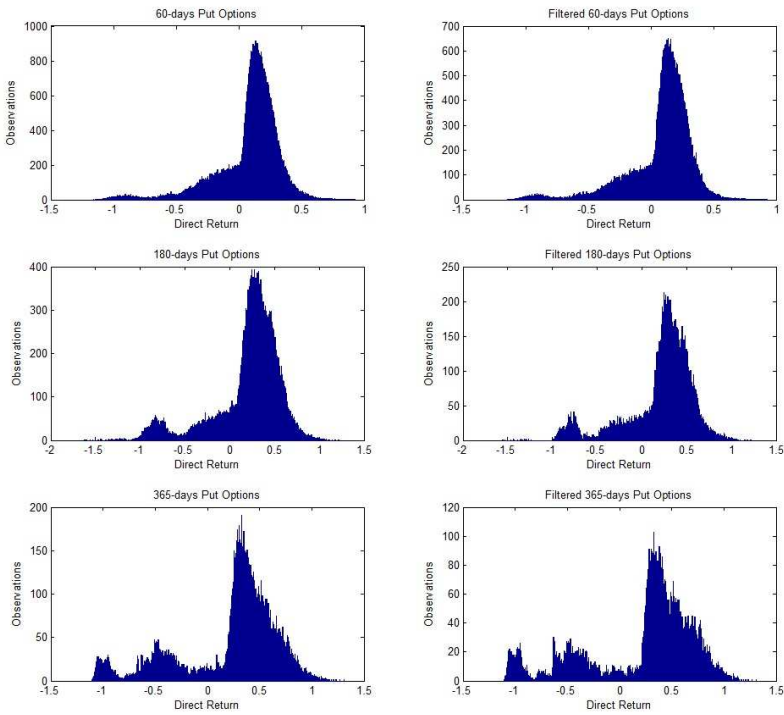 60-days Put Options
Observations
1000
800
600
400
200
0
-1.5 -1 -0.5 0 0.5 1
Direct Return
Filtered 60-days Put Options
Observations
700
600
500
400
300
200
100
0
-1.5 -1 -0.5 0 0.5 1
Direct Return
180-days Put Options
Observations
400
300
200
100
0
-2 -1.5 -1 -0.5 0 0.5 1 1.5
Direct Return
Filtered 180-days Put Options
Observations
250
200
150
100
50
0
-2 -1.5 -1 -0.5 0 0.5 1 1.5
Direct Return
365-days Put Options
Observations
200
150
100
50
0
-1.5 -1 -0.5 0 0.5 1 1.5
Direct Return
Filtered 365-days Put Options
Observations
120
100
80
60
40
20
0
-1.5 -1 -0.5 0 0.5 1 1.5
Direct Return